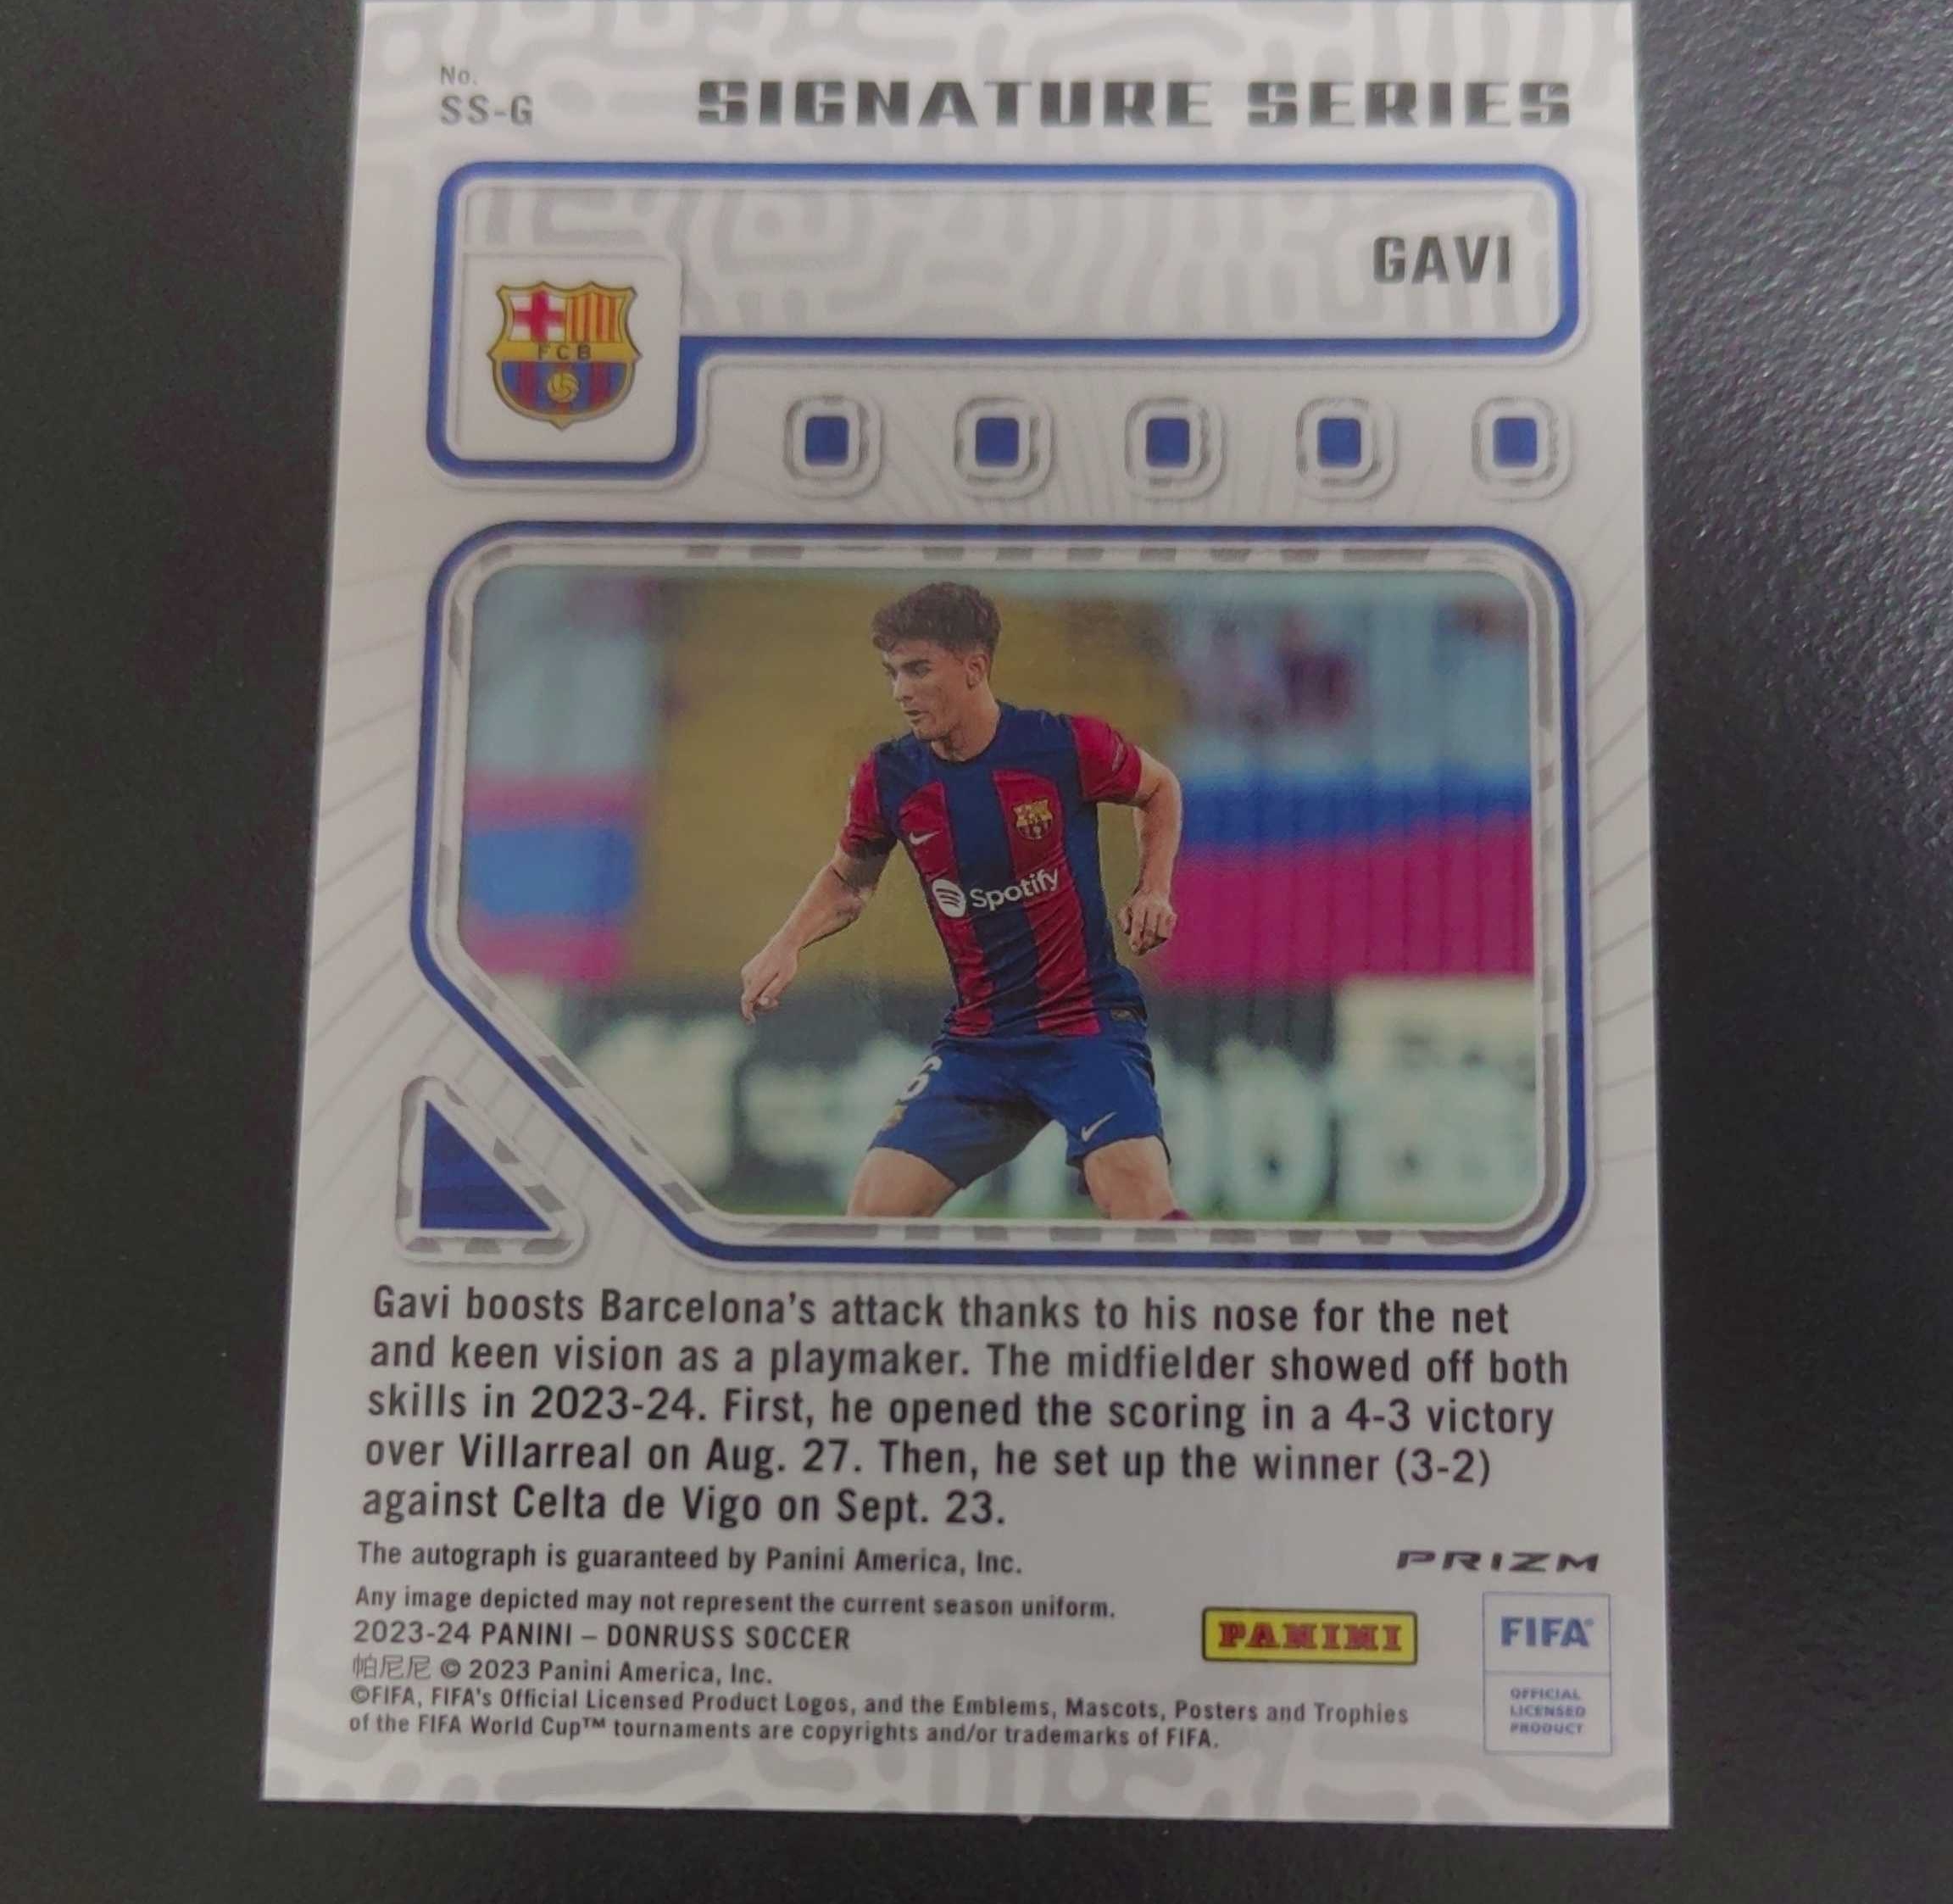 No.
SS-G
SIGNATURE SERIES
GAVI
FCB
Spotify
6
Gavi boosts Barcelona's attack thanks to his nose for the net
and keen vision as a playmaker. The midfielder showed off both
skills in 2023-24. First, he opened the scoring in a 4-3 victory
over Villarreal on Aug. 27. Then, he set up the winner (3-2)
against Celta de Vigo on Sept. 23.
The autograph is guaranteed by Panini America, Inc.
PRIZM
Any image depicted may not represent the current season uniform.
2023-24 PANINI – DONRUSS SOCCER
帕尼尼 © 2023 Panini America, Inc.
©FIFA, FIFA's Official Licensed Product Logos, and the Emblems, Mascots, Posters and Trophies
of the FIFA World Cup™ tournaments are copyrights and/or trademarks of FIFA.
PANINI
FIFA®
OFFICIAL
LICENSED
PRODUCT